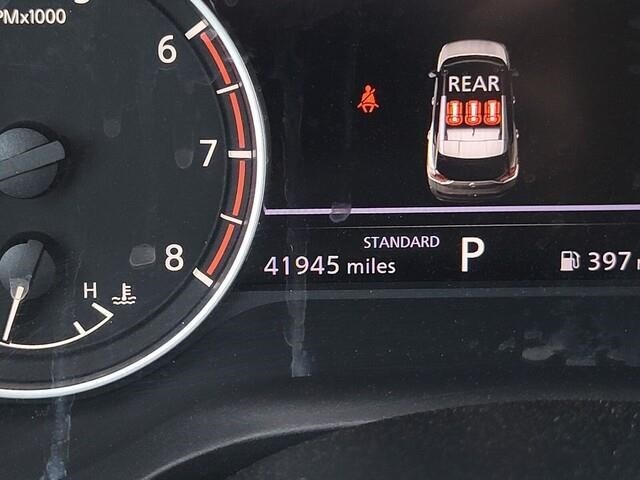 PMx1000
6
REAR
7
8
STANDARD
41945 miles
P
397
H